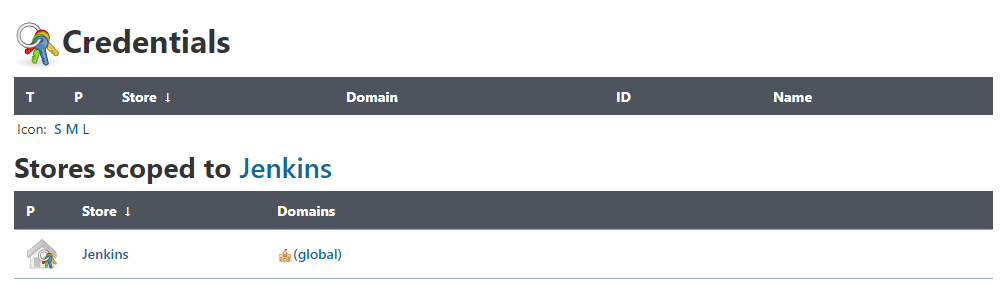 Credentials
T P Store ↓ Domain ID Name
Icon: S M L
Stores scoped to Jenkins
P Store ↓ Domains
Jenkins (global)